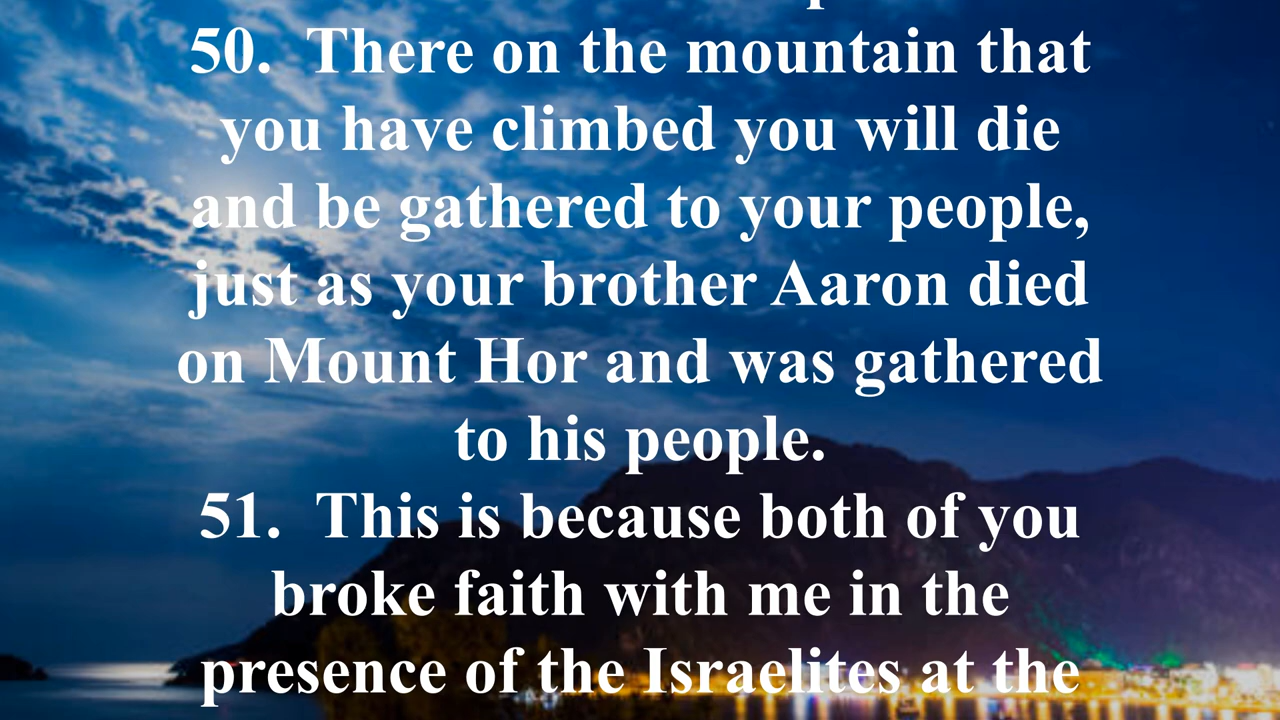 50. There on the mountain that
you have climbed you will die
and be gathered to your people,
just as your brother Aaron died
on Mount Hor and was gathered
to his people.
51. This is because both of you
broke faith with me in the
presence of the Israelites at the